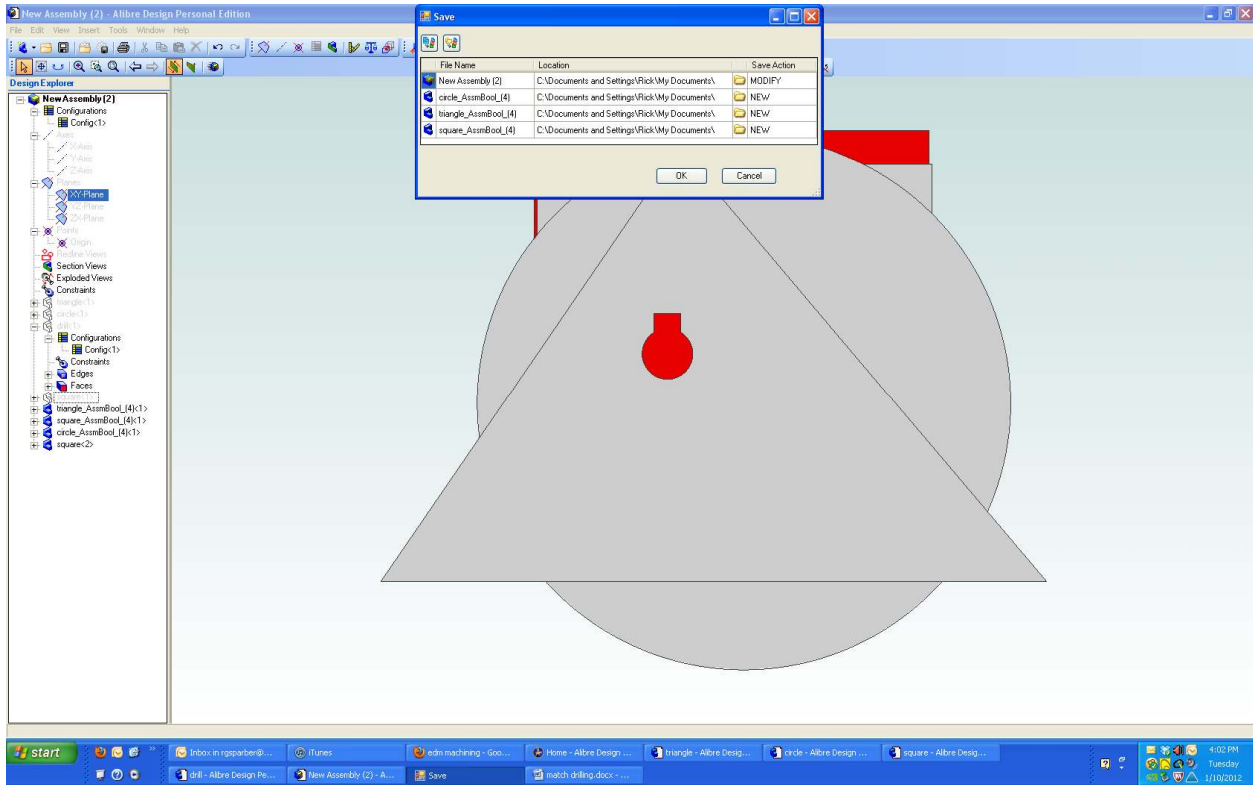 New Assembly (2) - Alibre Design Personal Edition
File Edit View Insert Tools Window Help
Design Explorer
New Assembly (2)
Configurations
Config<1>
Axes
X-Axis
Y-Axis
Z-Axis
Planes
XY-Plane
YZ-Plane
ZX-Plane
Points
Origin
Redline Views
Section Views
Exploded Views
Constraints
triangle<1>
circle<1>
drill<1>
Configurations
Config<1>
Constraints
Edges
Faces
square<1>
triangle_AssmBool_(4)<1>
square_AssmBool_(4)<1>
circle_AssmBool_(4)<1>
square<2>
Save
File Name Location Save Action
New Assembly (2) C:\Documents and Settings\Rick\My Documents\ MODIFY
circle_AssmBool_(4) C:\Documents and Settings\Rick\My Documents\ NEW
triangle_AssmBool_(4) C:\Documents and Settings\Rick\My Documents\ NEW
square_AssmBool_(4) C:\Documents and Settings\Rick\My Documents\ NEW
OK Cancel
start
Inbox in rgsparber@... iTunes edm machining - Goo... Home - Alibre Design ... triangle - Alibre Desig... circle - Alibre Design ... square - Alibre Desig...
drill - Alibre Design Pe... New Assembly (2) - A... Save match drilling.docx - ...
4:02 PM
Tuesday
1/10/2012